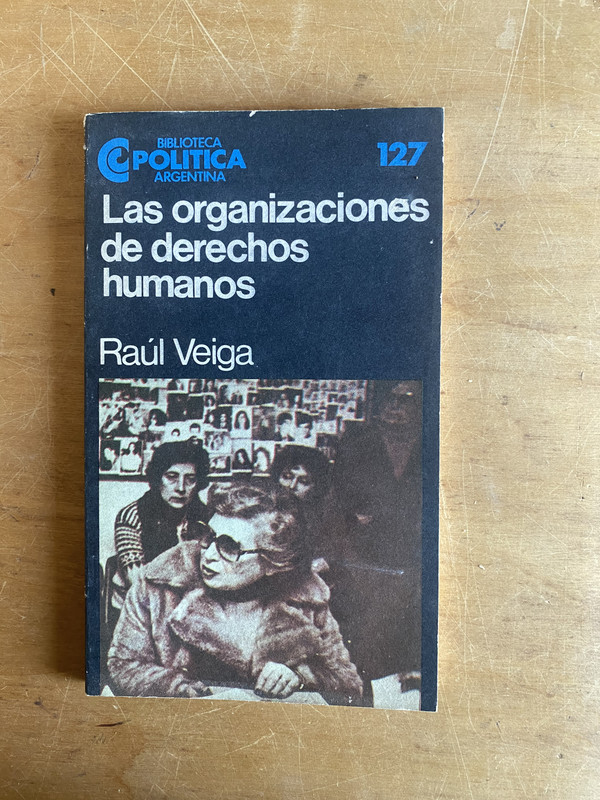 BIBLIOTECA
POLITICA
ARGENTINA
127
Las organizaciones
de derechos
humanos
Raúl Veiga